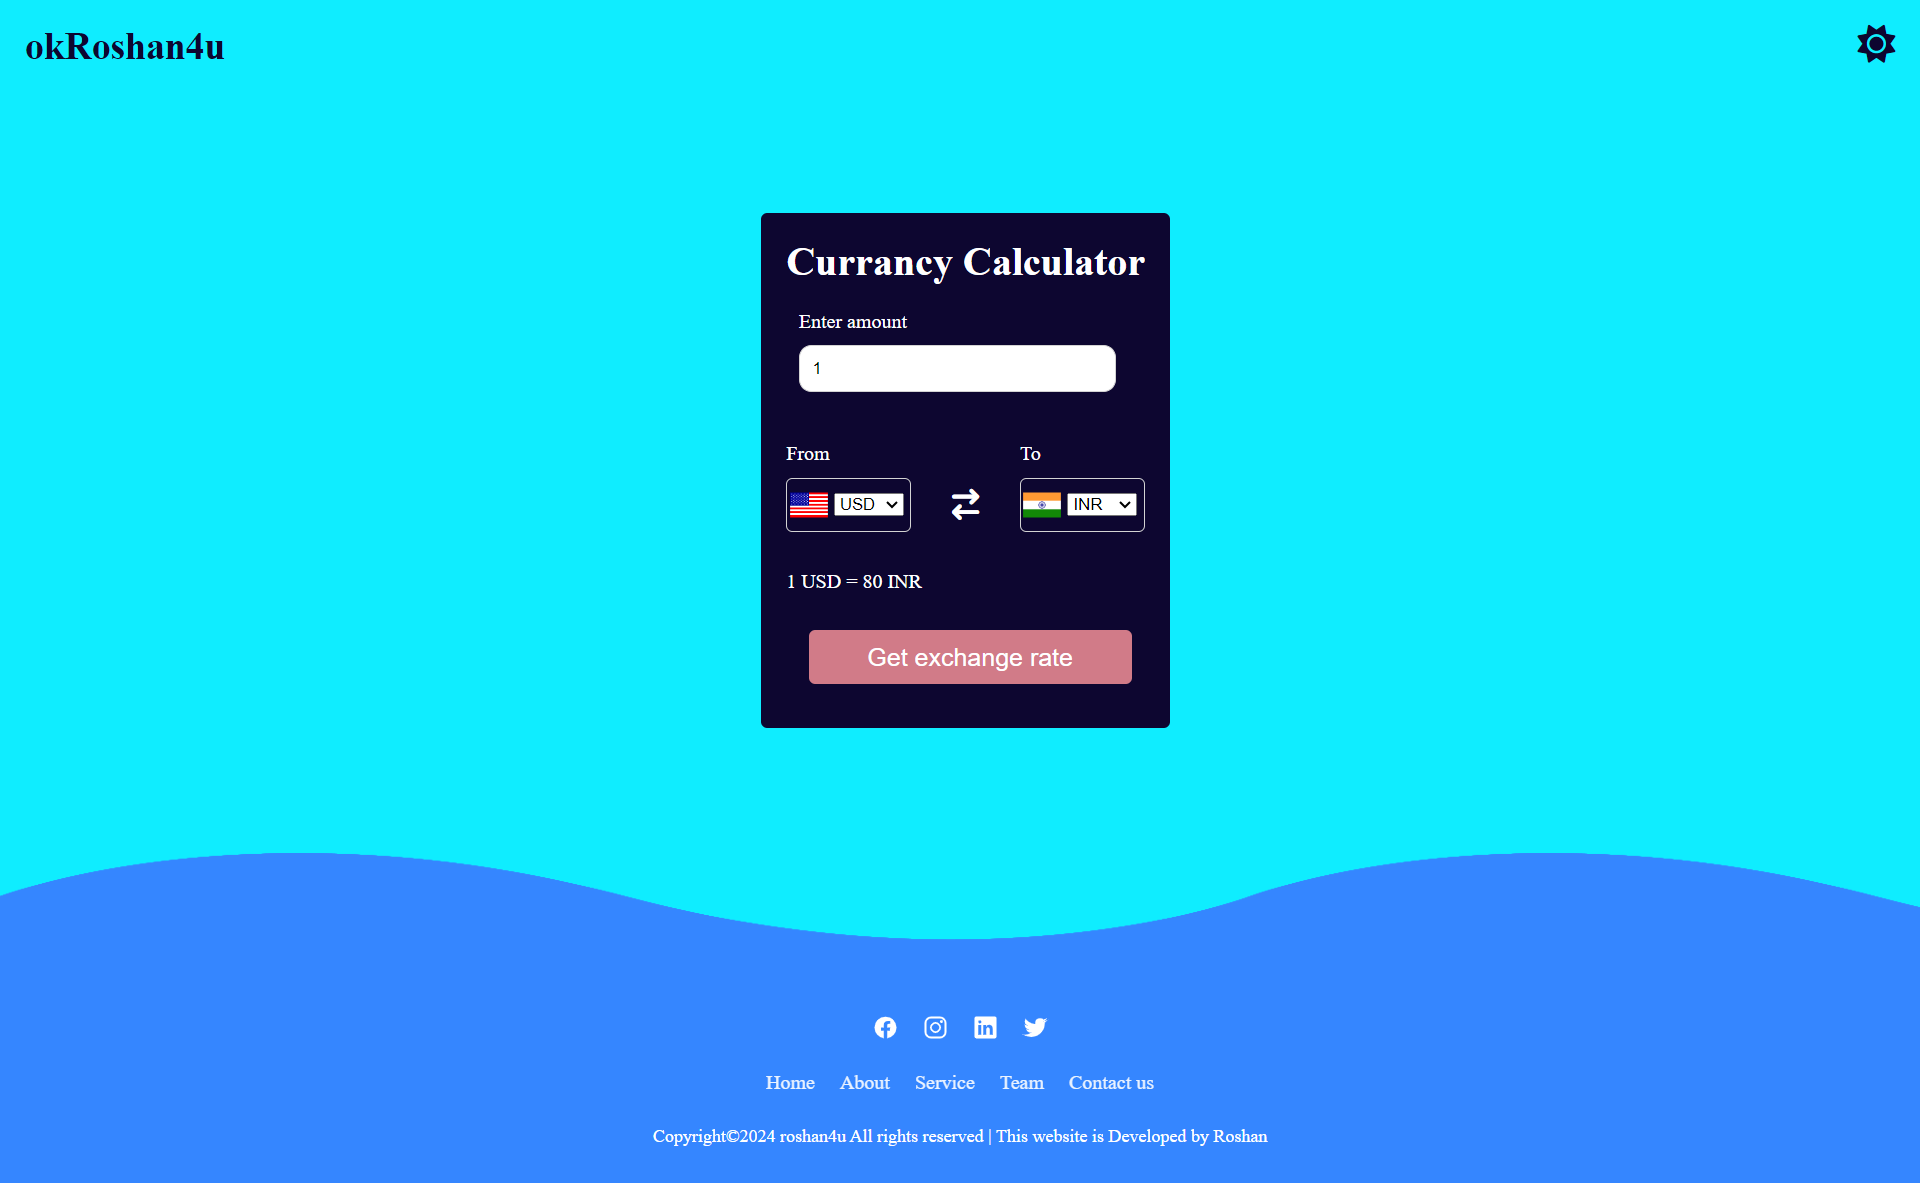 okRoshan4u
Currancy Calculator
Enter amount
1
From To
USD INR
1 USD = 80 INR
Get exchange rate
Home About Service Team Contact us
Copyright©2024 roshan4u All rights reserved | This website is Developed by Roshan